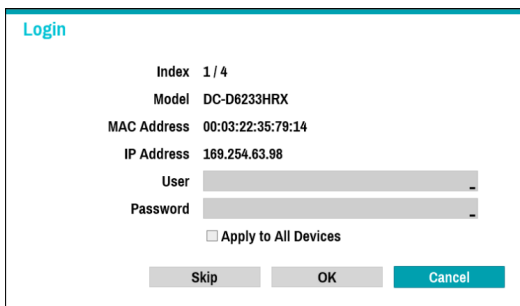 Login
Index 1 / 4
Model DC-D6233HRX
MAC Address 00:03:22:35:79:14
IP Address 169.254.63.98
User
Password
Apply to All Devices
Skip OK Cancel